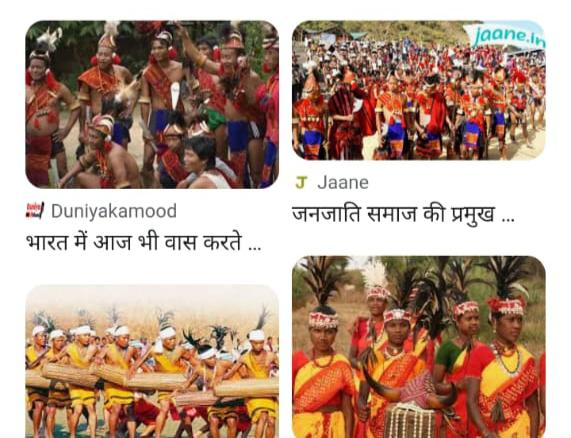 jaane.in
Duniyakamood
भारत में आज भी वास करते ...
J Jaane
जनजाति समाज की प्रमुख ...